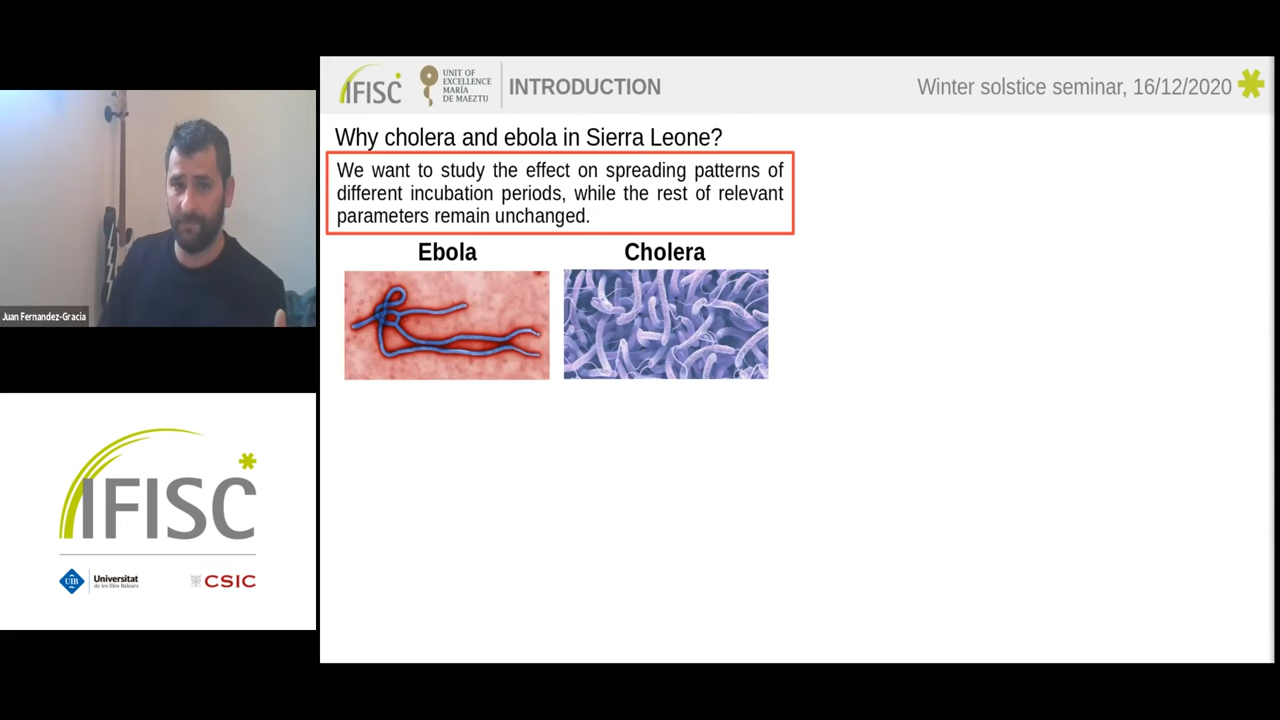 IFISC
UNIT OF
EXCELLENCE
MARÍA
DE MAEZTU
INTRODUCTION
Winter solstice seminar, 16/12/2020
Why cholera and ebola in Sierra Leone?
We want to study the effect on spreading patterns of
different incubation periods, while the rest of relevant
parameters remain unchanged.
Ebola
Cholera
Juan Fernandez-Gracia
IFISC
UIB
Universitat
de les Illes Balears
CSIC